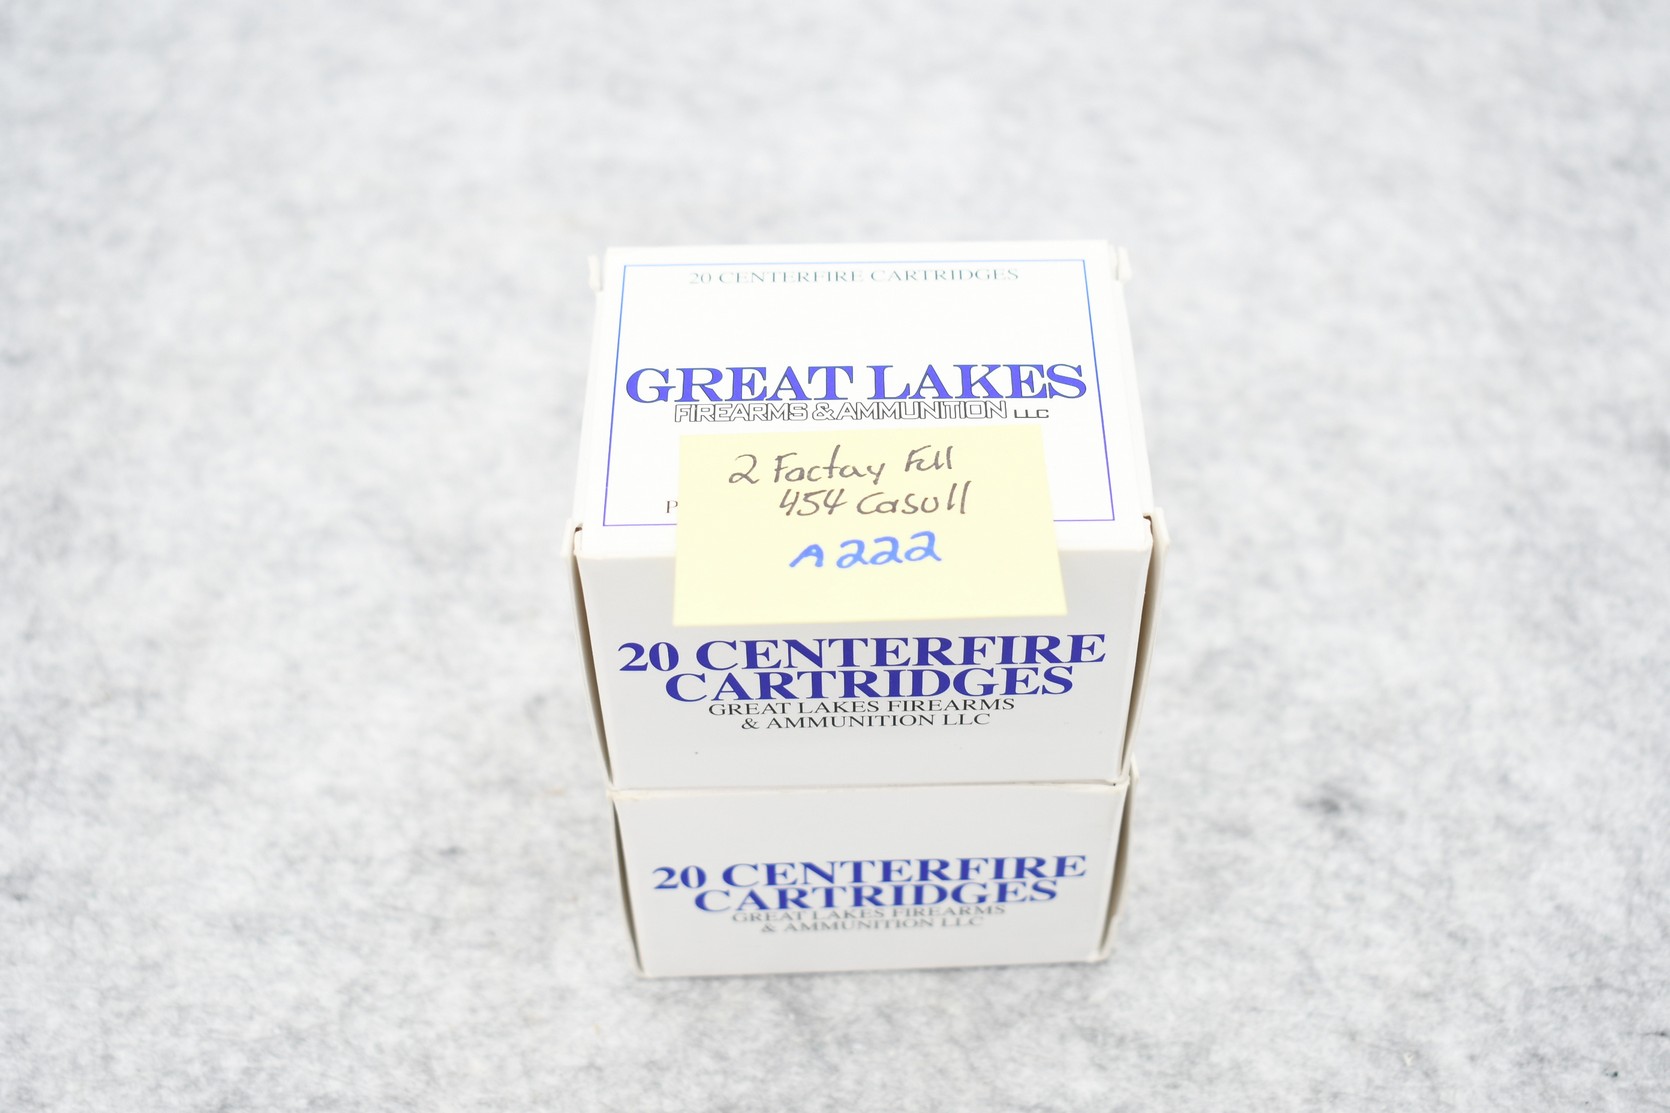 20 CENTERFIRE CARTRIDGES
GREAT LAKES
FIREARMS & AMMUNITION LLC
2 Factory Full
454 Casull
A222
20 CENTERFIRE
CARTRIDGES
GREAT LAKES FIREARMS
& AMMUNITION LLC
20 CENTERFIRE
CARTRIDGES
GREAT LAKES FIREARMS
& AMMUNITION LLC